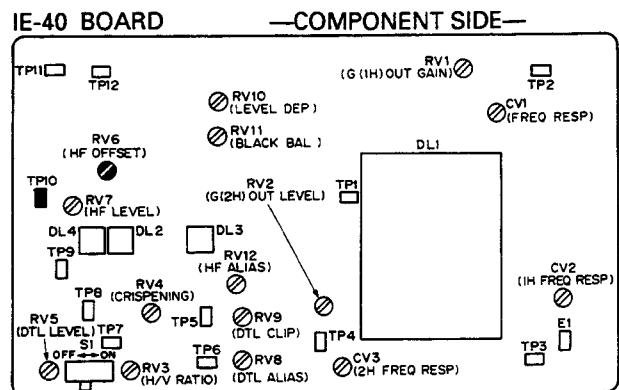 IE-40 BOARD —COMPONENT SIDE—
TP11
TP12
RV1
(G(1H)OUT GAIN)
TP2
RV10
(LEVEL DEP)
CV1
(FREQ RESP)
RV11
(BLACK BAL)
RV6
(HF OFFSET)
DL1
TP10
RV7
(HF LEVEL)
RV2
(G(2H)OUT LEVEL)
TP1
DL4
DL2
DL3
TP9
RV12
(HF ALIAS)
RV4
(CRISPENING)
CV2
(1H FREQ RESP)
TP8
RV5
(DTL LEVEL)
TP7
TP5
RV9
(DTL CLIP)
TP4
E1
S1
OFF↔ON
RV3
(H/V RATIO)
TP6
RV8
(DTL ALIAS)
CV3
(2H FREQ RESP)
TP3